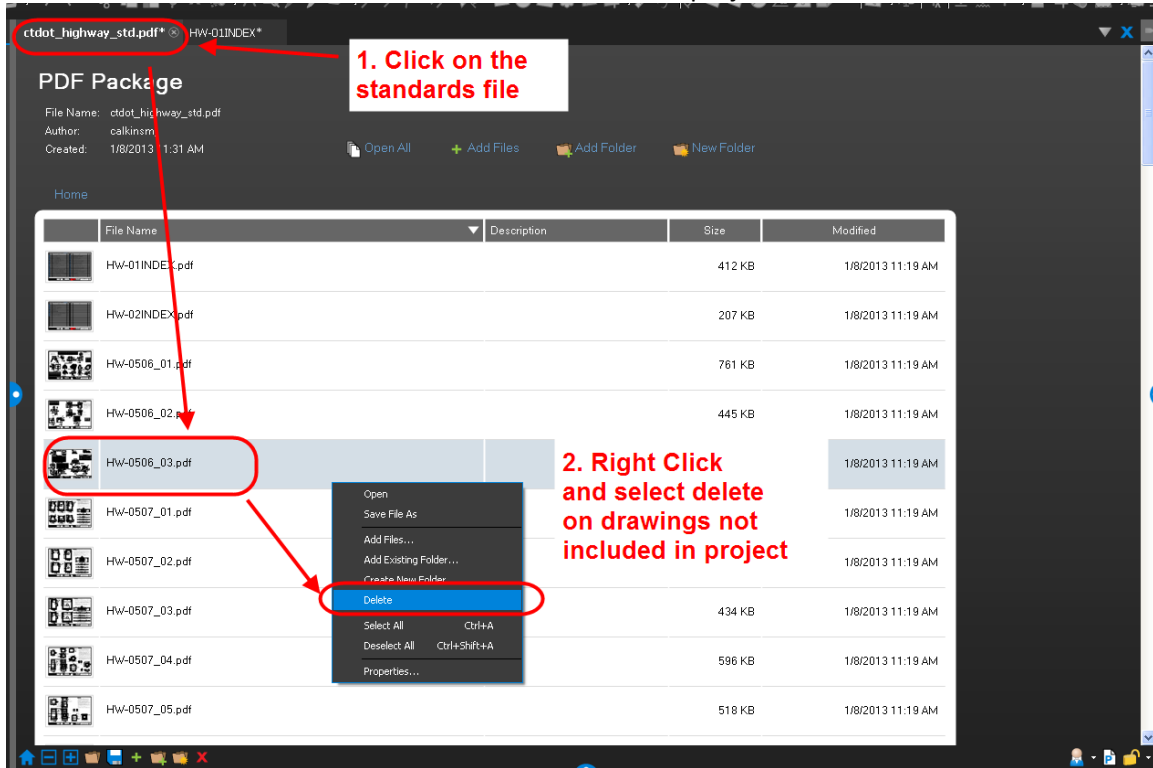 ctdot_highway_std.pdf* HW-01INDEX*
1. Click on the
standards file
PDF Package
File Name: ctdot_highway_std.pdf
Author: calkinsm
Created: 1/8/2013 11:31 AM
Open All Add Files Add Folder New Folder
Home
File Name Description Size Modified
HW-01INDEX.pdf 412 KB 1/8/2013 11:19 AM
HW-02INDEX.pdf 207 KB 1/8/2013 11:19 AM
HW-0506_01.pdf 761 KB 1/8/2013 11:19 AM
HW-0506_02.pdf 445 KB 1/8/2013 11:19 AM
HW-0506_03.pdf 1/8/2013 11:19 AM
2. Right Click
and select delete
on drawings not
included in project
HW-0507_01.pdf 1/8/2013 11:19 AM
HW-0507_02.pdf 1/8/2013 11:19 AM
HW-0507_03.pdf 434 KB 1/8/2013 11:19 AM
HW-0507_04.pdf 596 KB 1/8/2013 11:19 AM
HW-0507_05.pdf 518 KB 1/8/2013 11:19 AM
Open
Save File As
Add Files...
Add Existing Folder...
Create New Folder
Delete
Select All Ctrl+A
Deselect All Ctrl+Shift+A
Properties...